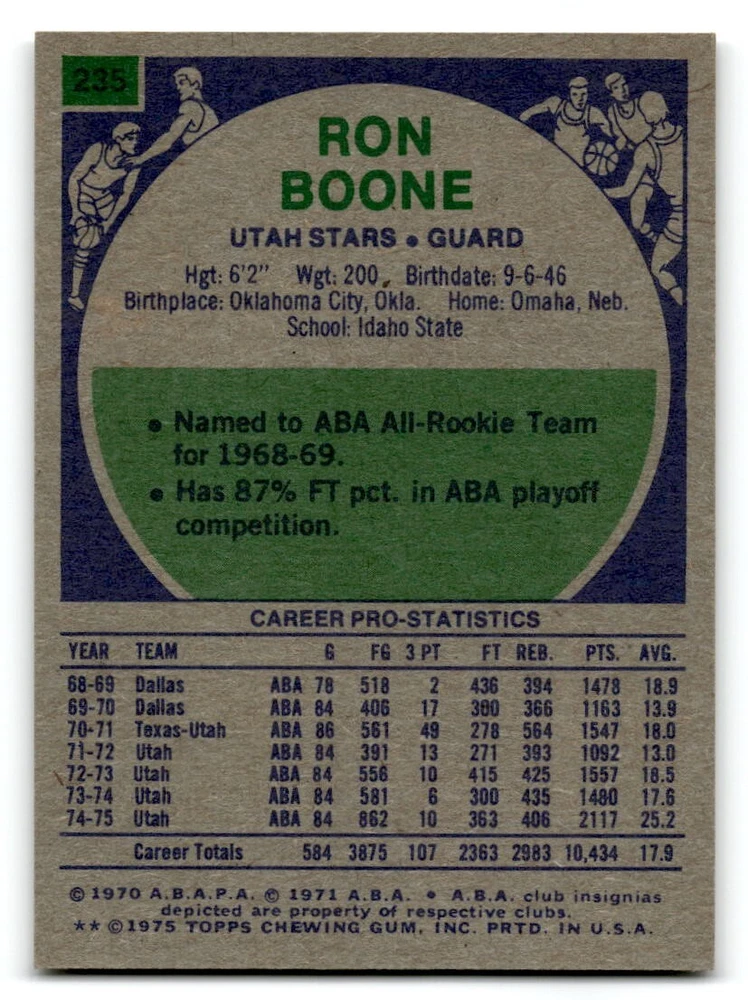 235
RON
BOONE
UTAH STARS • GUARD
Hgt: 6'2" Wgt: 200 Birthdate: 9-6-46
Birthplace: Oklahoma City, Okla. Home: Omaha, Neb.
School: Idaho State
• Named to ABA All-Rookie Team
for 1968-69.
• Has 87% FT pct. in ABA playoff
competition.
CAREER PRO-STATISTICS
YEAR TEAM G FG 3 PT FT REB. PTS. AVG.
68-69 Dallas ABA 78 518 2 436 394 1478 18.9
69-70 Dallas ABA 84 406 17 300 366 1163 13.9
70-71 Texas-Utah ABA 86 561 49 278 564 1547 18.0
71-72 Utah ABA 84 391 13 271 393 1092 13.0
72-73 Utah ABA 84 556 10 415 425 1557 18.5
73-74 Utah ABA 84 581 6 300 435 1480 17.6
74-75 Utah ABA 84 862 10 363 406 2117 25.2
Career Totals 584 3875 107 2363 2983 10,434 17.9
© 1970 A.B.A.P.A. © 1971 A.B.A. • A.B.A. club insignias
depicted are property of respective clubs.
** © 1975 TOPPS CHEWING GUM, INC. PRTD. IN U.S.A.